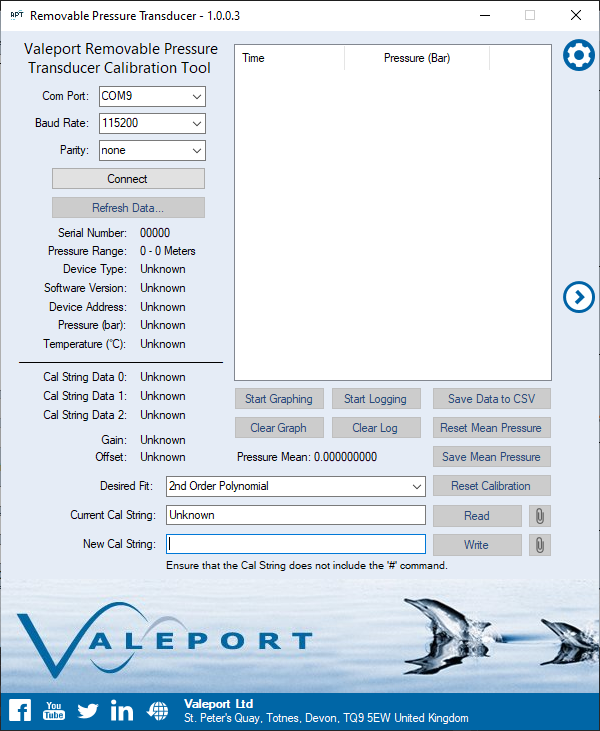 RPT Removable Pressure Transducer - 1.0.0.3
Valeport Removable Pressure
Transducer Calibration Tool
Com Port: COM9
Baud Rate: 115200
Parity: none
Connect
Refresh Data...
Serial Number: 00000
Pressure Range: 0 - 0 Meters
Device Type: Unknown
Software Version: Unknown
Device Address: Unknown
Pressure (bar): Unknown
Temperature (°C): Unknown
Cal String Data 0: Unknown
Cal String Data 1: Unknown
Cal String Data 2: Unknown
Gain: Unknown
Offset: Unknown
Time Pressure (Bar)
Start Graphing Start Logging Save Data to CSV
Clear Graph Clear Log Reset Mean Pressure
Pressure Mean: 0.000000000 Save Mean Pressure
Desired Fit: 2nd Order Polynomial Reset Calibration
Current Cal String: Unknown Read
New Cal String: Write
Ensure that the Cal String does not include the '#' command.
VALEPORT
You Tube
Valeport Ltd
St. Peter's Quay, Totnes, Devon, TQ9 5EW United Kingdom